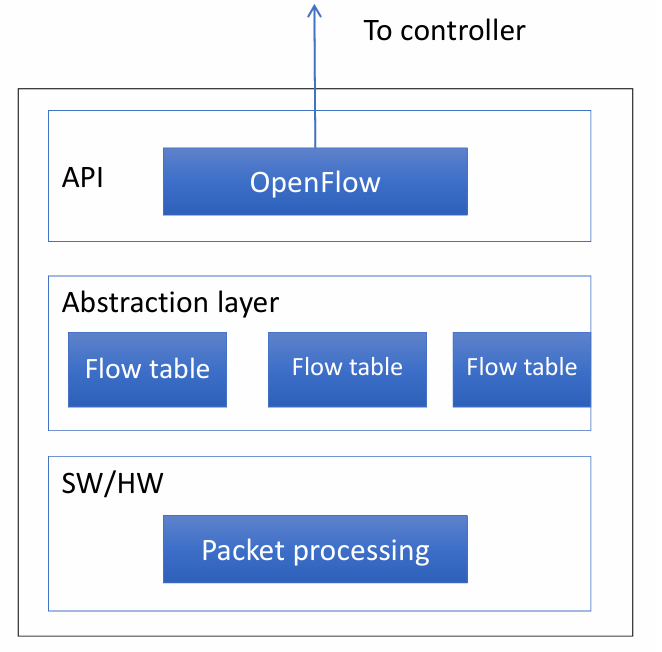 To controller
API
OpenFlow
Abstraction layer
Flow table
Flow table
Flow table
SW/HW
Packet processing